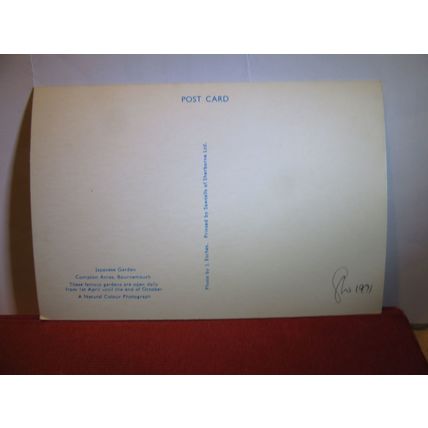 POST CARD
Japanese Garden
Compton Acres, Bournemouth
These famous gardens are open daily
from 1st April until the end of October
A Natural Colour Photograph
Photo by J. Printed by Sawtells of Sherborne Ltd.
1971